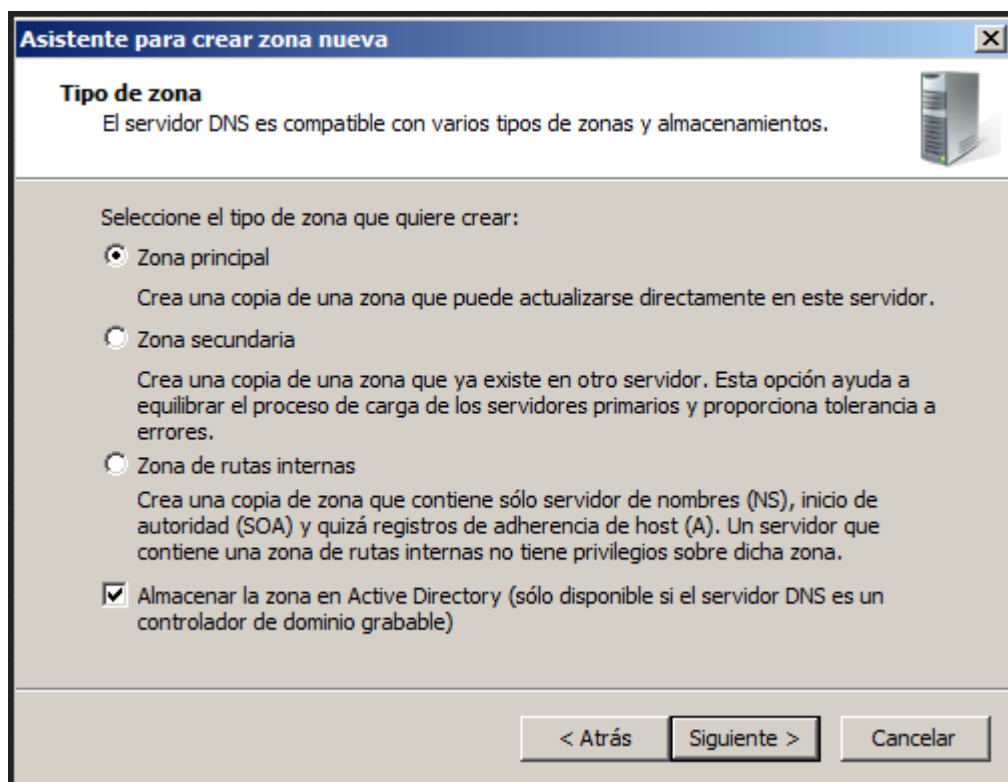 Asistente para crear zona nueva
Tipo de zona
El servidor DNS es compatible con varios tipos de zonas y almacenamientos.
Seleccione el tipo de zona que quiere crear:
Zona principal
Crea una copia de una zona que puede actualizarse directamente en este servidor.
Zona secundaria
Crea una copia de una zona que ya existe en otro servidor. Esta opción ayuda a
equilibrar el proceso de carga de los servidores primarios y proporciona tolerancia a
errores.
Zona de rutas internas
Crea una copia de zona que contiene sólo servidor de nombres (NS), inicio de
autoridad (SOA) y quizá registros de adherencia de host (A). Un servidor que
contiene una zona de rutas internas no tiene privilegios sobre dicha zona.
Almacenar la zona en Active Directory (sólo disponible si el servidor DNS es un
controlador de dominio grabable)
< Atrás
Siguiente >
Cancelar